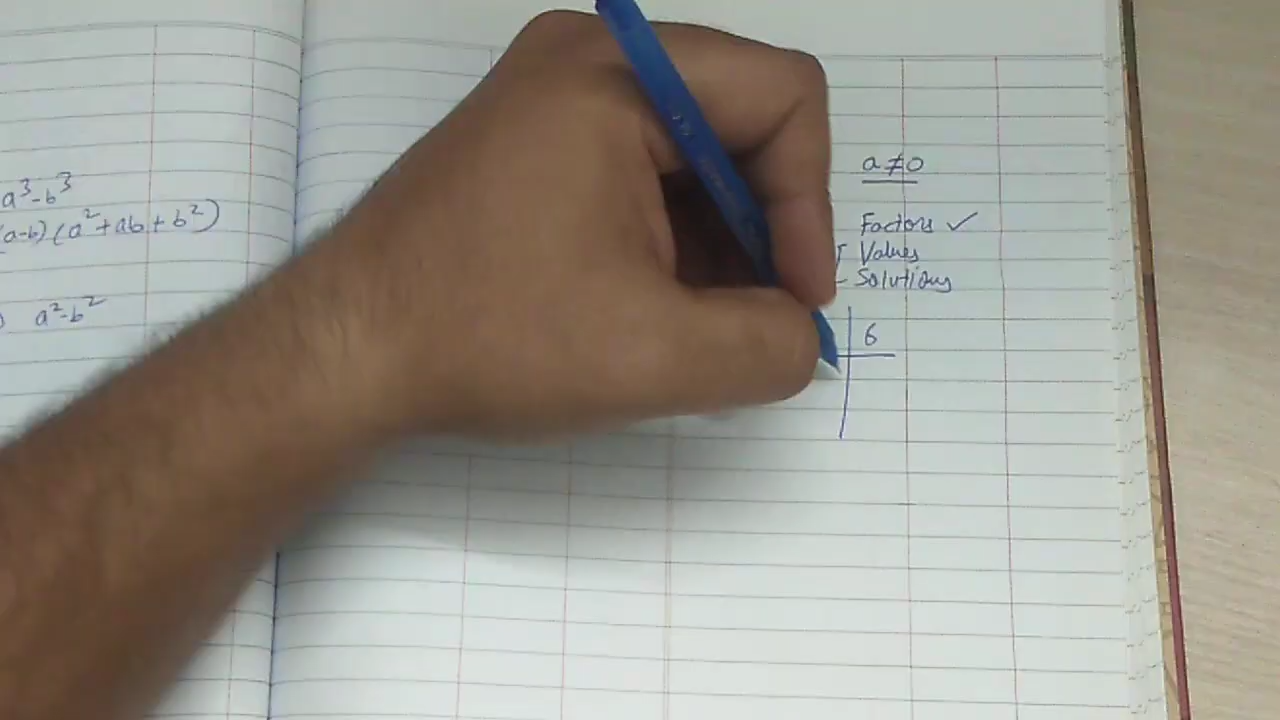 a³-b³
(a-b)(a²+ab+b²)
a²-b²
a≠0
Factors ✓
Values
Solutions
6